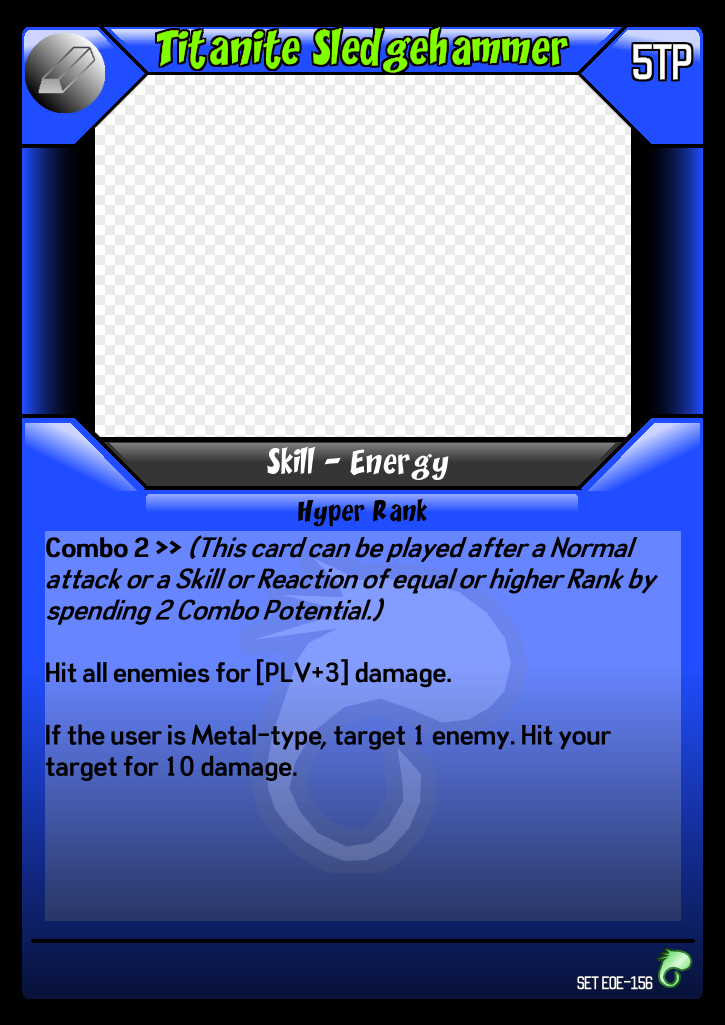 Titanite Sledgehammer
5TP
Skill - Energy
Hyper Rank
Combo 2 >> (This card can be played after a Normal
attack or a Skill or Reaction of equal or higher Rank by
spending 2 Combo Potential.)
Hit all enemies for [PLV+3] damage.
If the user is Metal-type, target 1 enemy. Hit your
target for 10 damage.
SET EOE-156